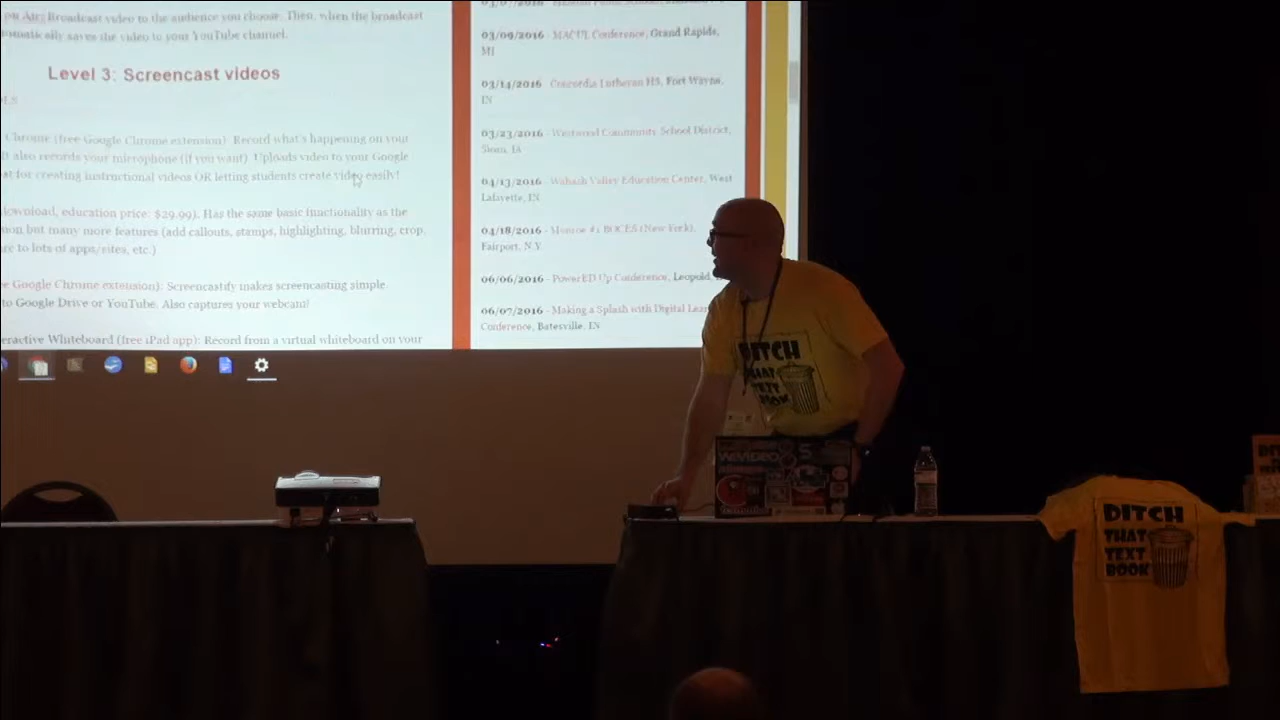 on Air: Broadcast video to the audience you choose. Then, when the broadcast
omatically saves the video to your YouTube channel.
Level 3: Screencast videos
Chrome (free Google Chrome extension): Record what's happening on your
also records your microphone (if you want). Uploads video to your Google
at for creating instructional videos OR letting students create video easily!
download, education price: $29.99). Has the same basic functionality as the
on but many more features (add callouts, stamps, highlighting, blurring, crop,
re to lots of apps/sites, etc.)
e Google Chrome extension): Screencastify makes screencasting simple.
to Google Drive or YouTube. Also captures your webcam!
eractive Whiteboard (free iPad app): Record from a virtual whiteboard on your
03/09/2016 - MACUL Conference, Grand Rapids,
MI
03/14/2016 - Concordia Lutheran HS, Fort Wayne,
IN
03/23/2016 - Westwood Community School District,
Sloan, IA
04/13/2016 - Wabash Valley Education Center, West
Lafayette, IN
04/18/2016 - Monroe #1 BOCES (New York),
Fairport, N.Y.
06/06/2016 - PowerED Up Conference, Leopold,
06/07/2016 - Making a Splash with Digital Lea
Conference, Batesville, IN
DITCH
THAT
TEXT
BOOK
WEVIDEO
DITCH
THAT
TEXT
BOOK